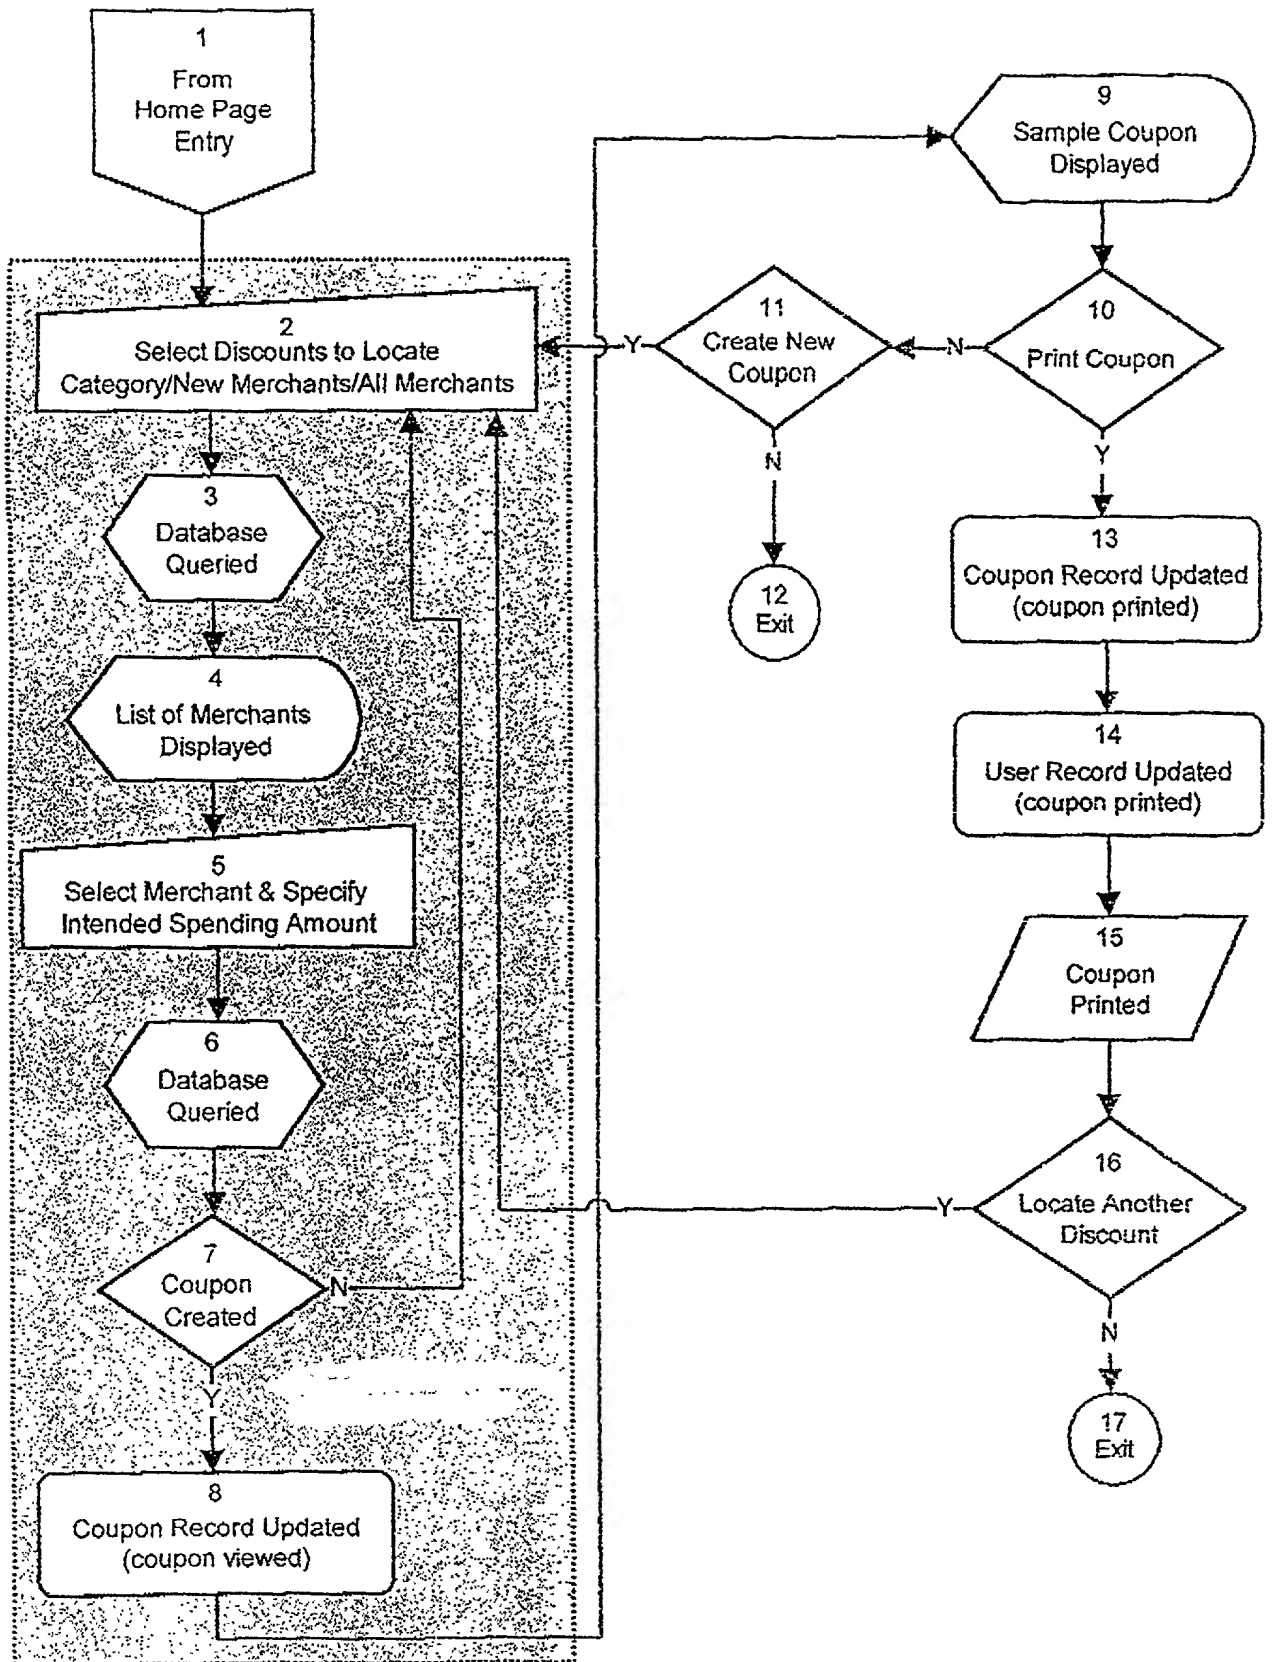 1
From
Home Page
Entry
2
Select Discounts to Locate
Category/New Merchants/All Merchants
3
Database
Queried
4
List of Merchants
Displayed
5
Select Merchant & Specify
Intended Spending Amount
6
Database
Queried
7
Coupon
Created
N
Y
8
Coupon Record Updated
(coupon viewed)
9
Sample Coupon
Displayed
10
Print Coupon
N
Y
11
Create New
Coupon
Y
N
12
Exit
13
Coupon Record Updated
(coupon printed)
14
User Record Updated
(coupon printed)
15
Coupon
Printed
16
Locate Another
Discount
Y
N
17
Exit